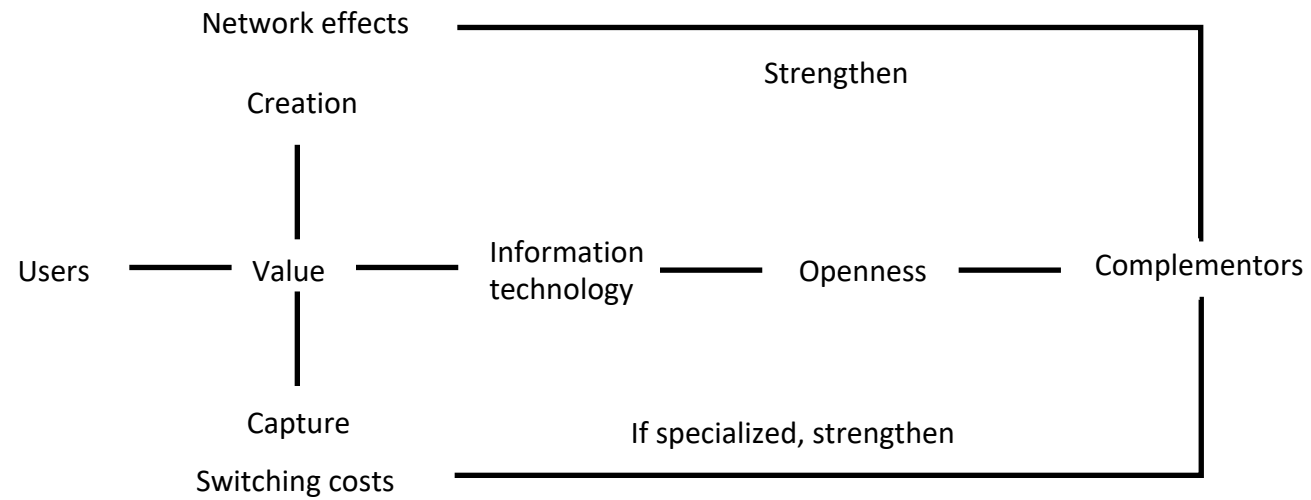 Network effects
Strengthen
Creation
Users
Value
Information
technology
Openness
Complementors
Capture
If specialized, strengthen
Switching costs